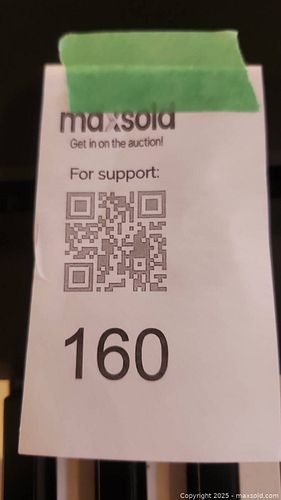 maxsold
Get in on the auction!
For support:
160
Copyright 2025 - maxsold.com